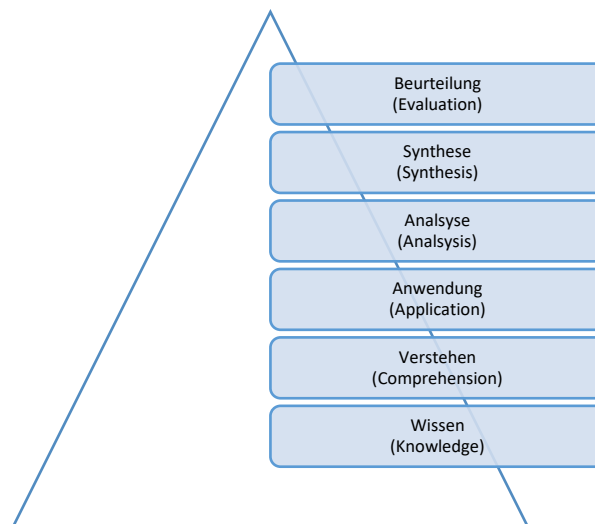 Beurteilung
(Evaluation)
Synthese
(Synthesis)
Analsyse
(Analsysis)
Anwendung
(Application)
Verstehen
(Comprehension)
Wissen
(Knowledge)